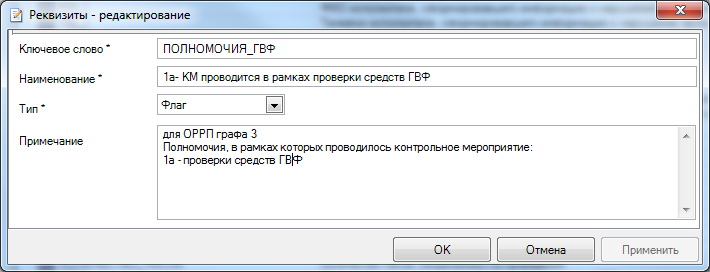 Реквизиты - редактирование
Ключевое слово *
ПОЛНОМОЧИЯ_ГВФ
Наименование *
1а- КМ проводится в рамках проверки средств ГВФ
Тип *
Флаг
Примечание
для ОРРП графа 3
Полномочия, в рамках которых проводилось контрольное мероприятие:
1а - проверки средств ГВФ
OK
Отмена
Применить